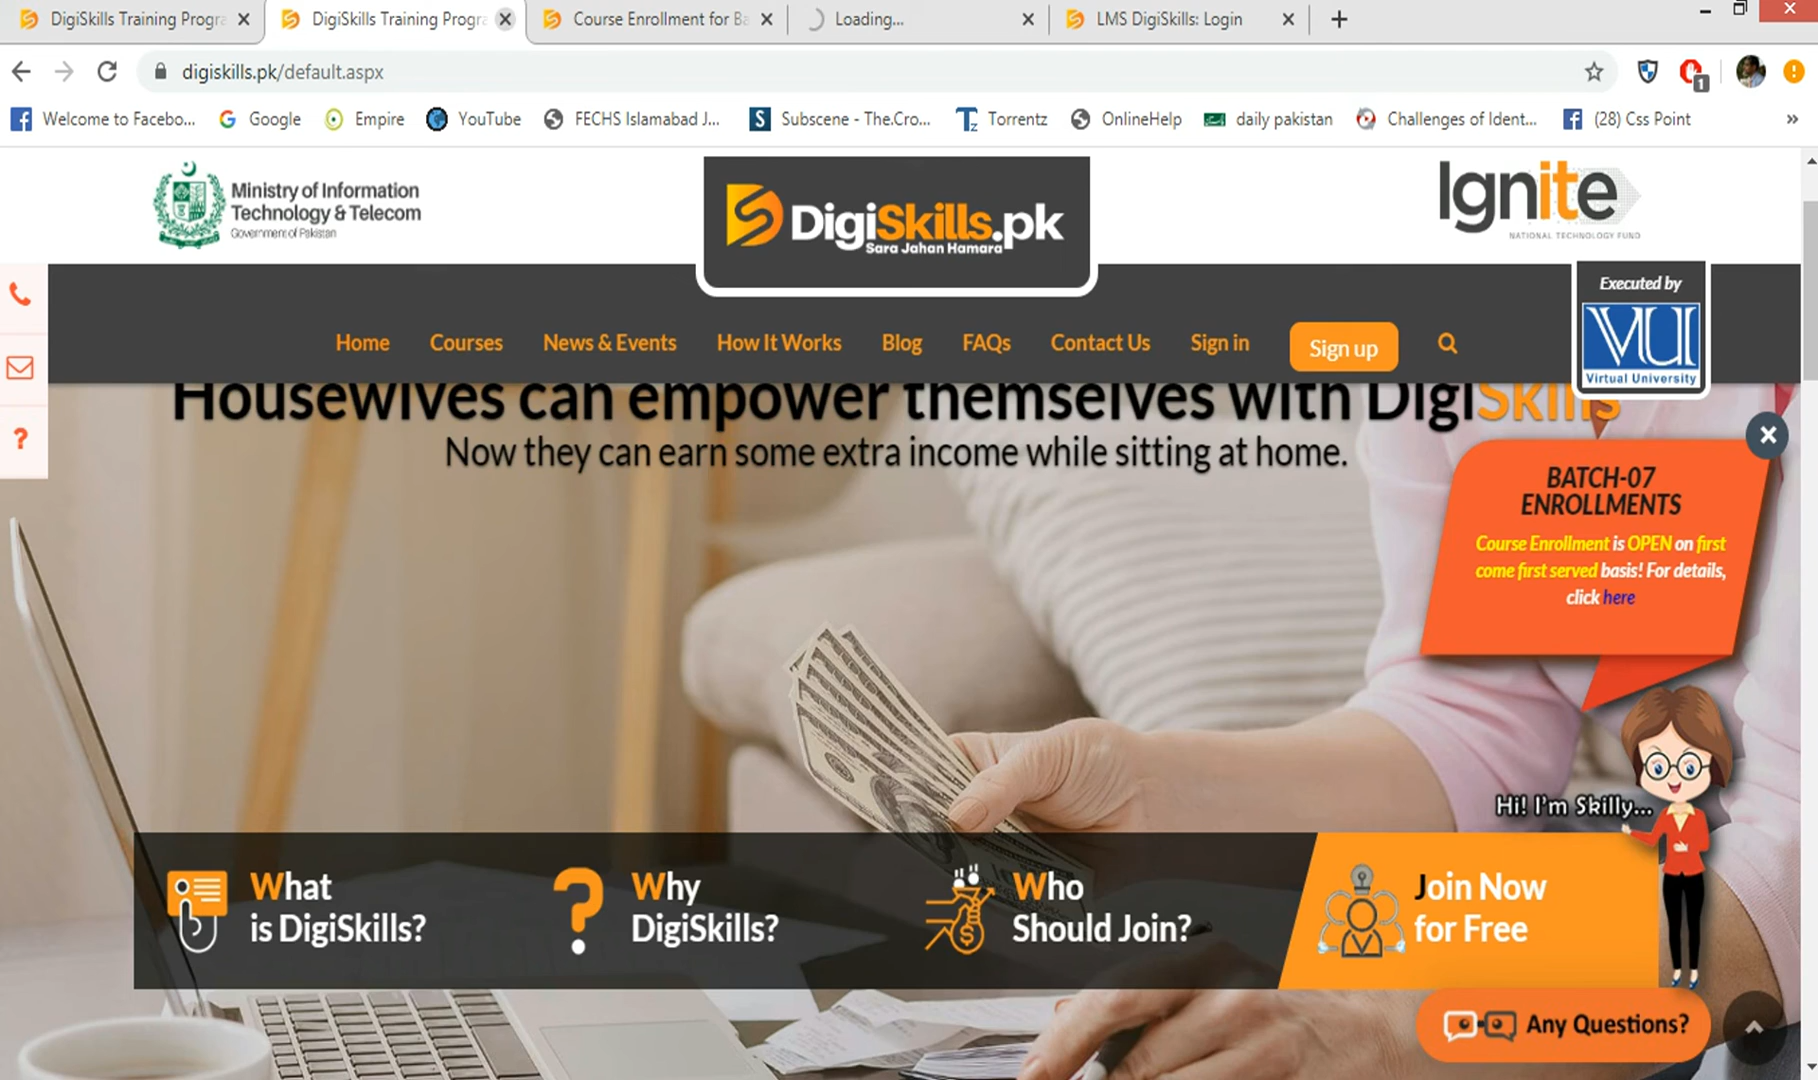 DigiSkills Training Progra
DigiSkills Training Progra
Course Enrollment for Ba
Loading...
LMS DigiSkills: Login
digiskills.pk/default.aspx
1
Welcome to Facebo...
Google
Empire
YouTube
FECHS Islamabad J...
S
Subscene - The.Cro...
Tz
Torrentz
OnlineHelp
daily pakistan
Challenges of Ident...
(28) Css Point
»
Ministry of Information
Technology & Telecom
Government of Pakistan
DigiSkills.pk
Sara Jahan Hamara
Ignite
NATIONAL TECHNOLOGY FUND
Executed by
VU
Virtual University
Home
Courses
News & Events
How It Works
Blog
FAQs
Contact Us
Sign in
Sign up
?
Housewives can empower themselves with DigiSkills
Now they can earn some extra income while sitting at home.
BATCH-07
ENROLLMENTS
Course Enrollment is OPEN on first
come first served basis! For details,
click here
Hi! I'm Skilly...
What
is DigiSkills?
?
Why
DigiSkills?
Who
Should Join?
Join Now
for Free
Any Questions?